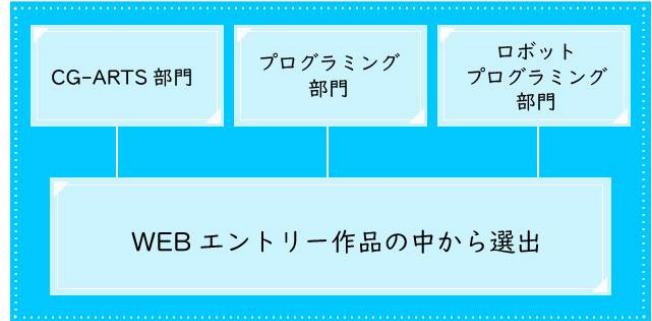 CG-ARTS 部門
プログラミング
部門
ロボット
プログラミング
部門
WEB エントリー作品の中から選出